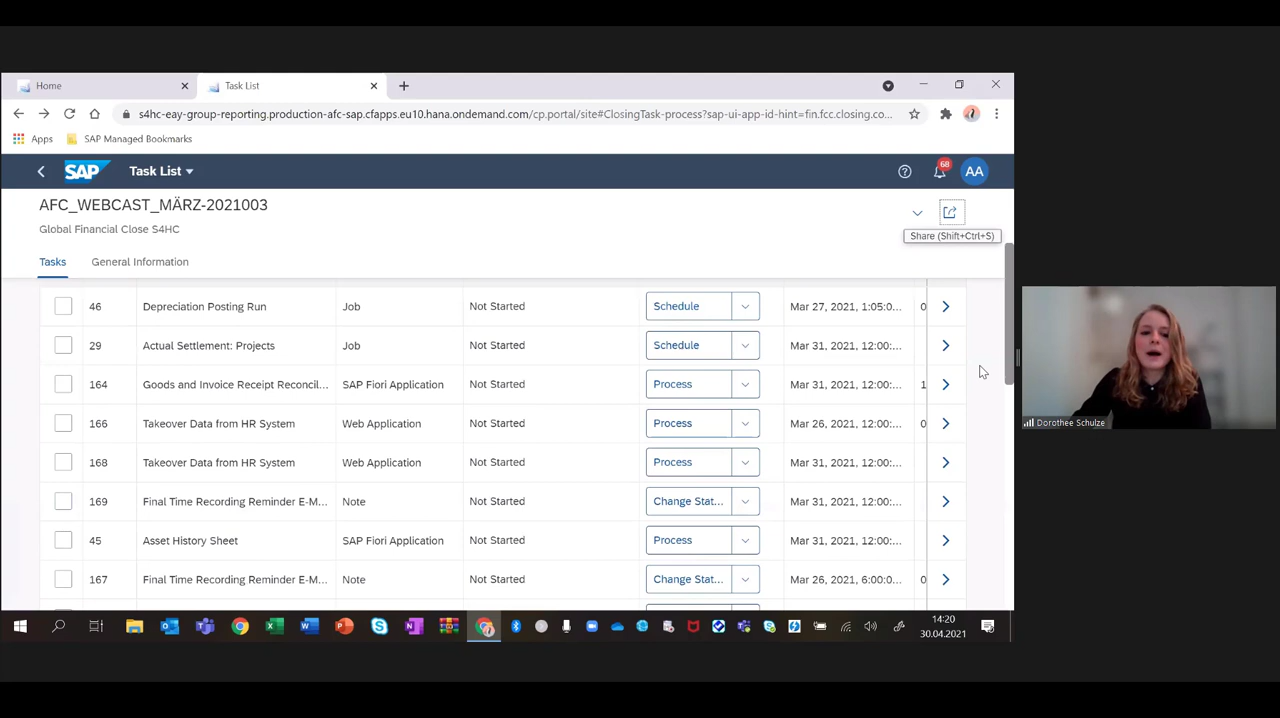 Home
Task List
s4hc-eay-group-reporting.production-afc-sap.cfapps.eu10.hana.ondemand.com/cp.portal/site#ClosingTask-process?sap-ui-app-id-hint=fin.fcc.closing.co...
Apps SAP Managed Bookmarks
SAP Task List 68 AA
AFC_WEBCAST_MÄRZ-2021003
Global Financial Close S4HC
Share (Shift+Ctrl+S)
Tasks General Information
46 Depreciation Posting Run Job Not Started Schedule Mar 27, 2021, 1:05:0... 0
29 Actual Settlement: Projects Job Not Started Schedule Mar 31, 2021, 12:00:...
164 Goods and Invoice Receipt Reconcil... SAP Fiori Application Not Started Process Mar 31, 2021, 12:00:... 1
166 Takeover Data from HR System Web Application Not Started Process Mar 26, 2021, 12:00:... 0
168 Takeover Data from HR System Web Application Not Started Process Mar 31, 2021, 12:00:...
169 Final Time Recording Reminder E-M... Note Not Started Change Stat... Mar 31, 2021, 12:00:...
45 Asset History Sheet SAP Fiori Application Not Started Process Mar 31, 2021, 12:00:...
167 Final Time Recording Reminder E-M... Note Not Started Change Stat... Mar 26, 2021, 6:00:0... 0
Dorothee Schulze
14:20
30.04.2021